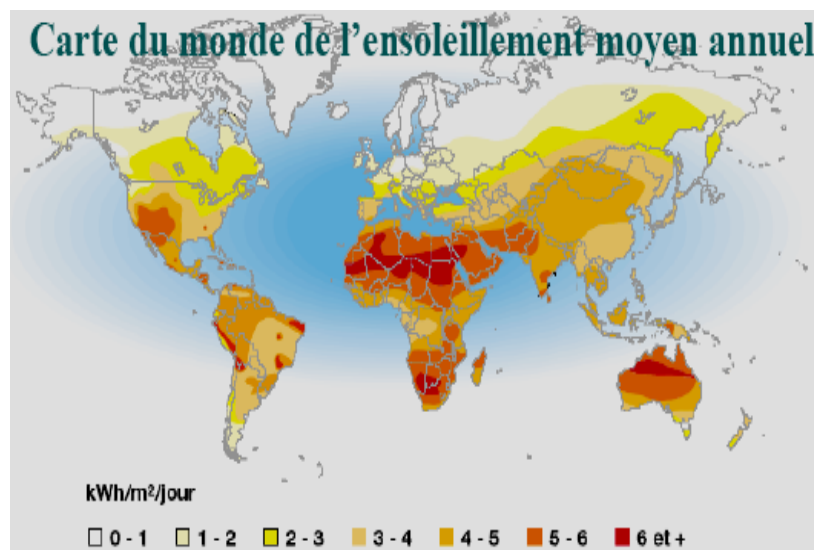 Carte du monde de l'ensoleillement moyen annuel
kWh/m²/jour
0 - 1 1 - 2 2 - 3 3 - 4 4 - 5 5 - 6 6 et +